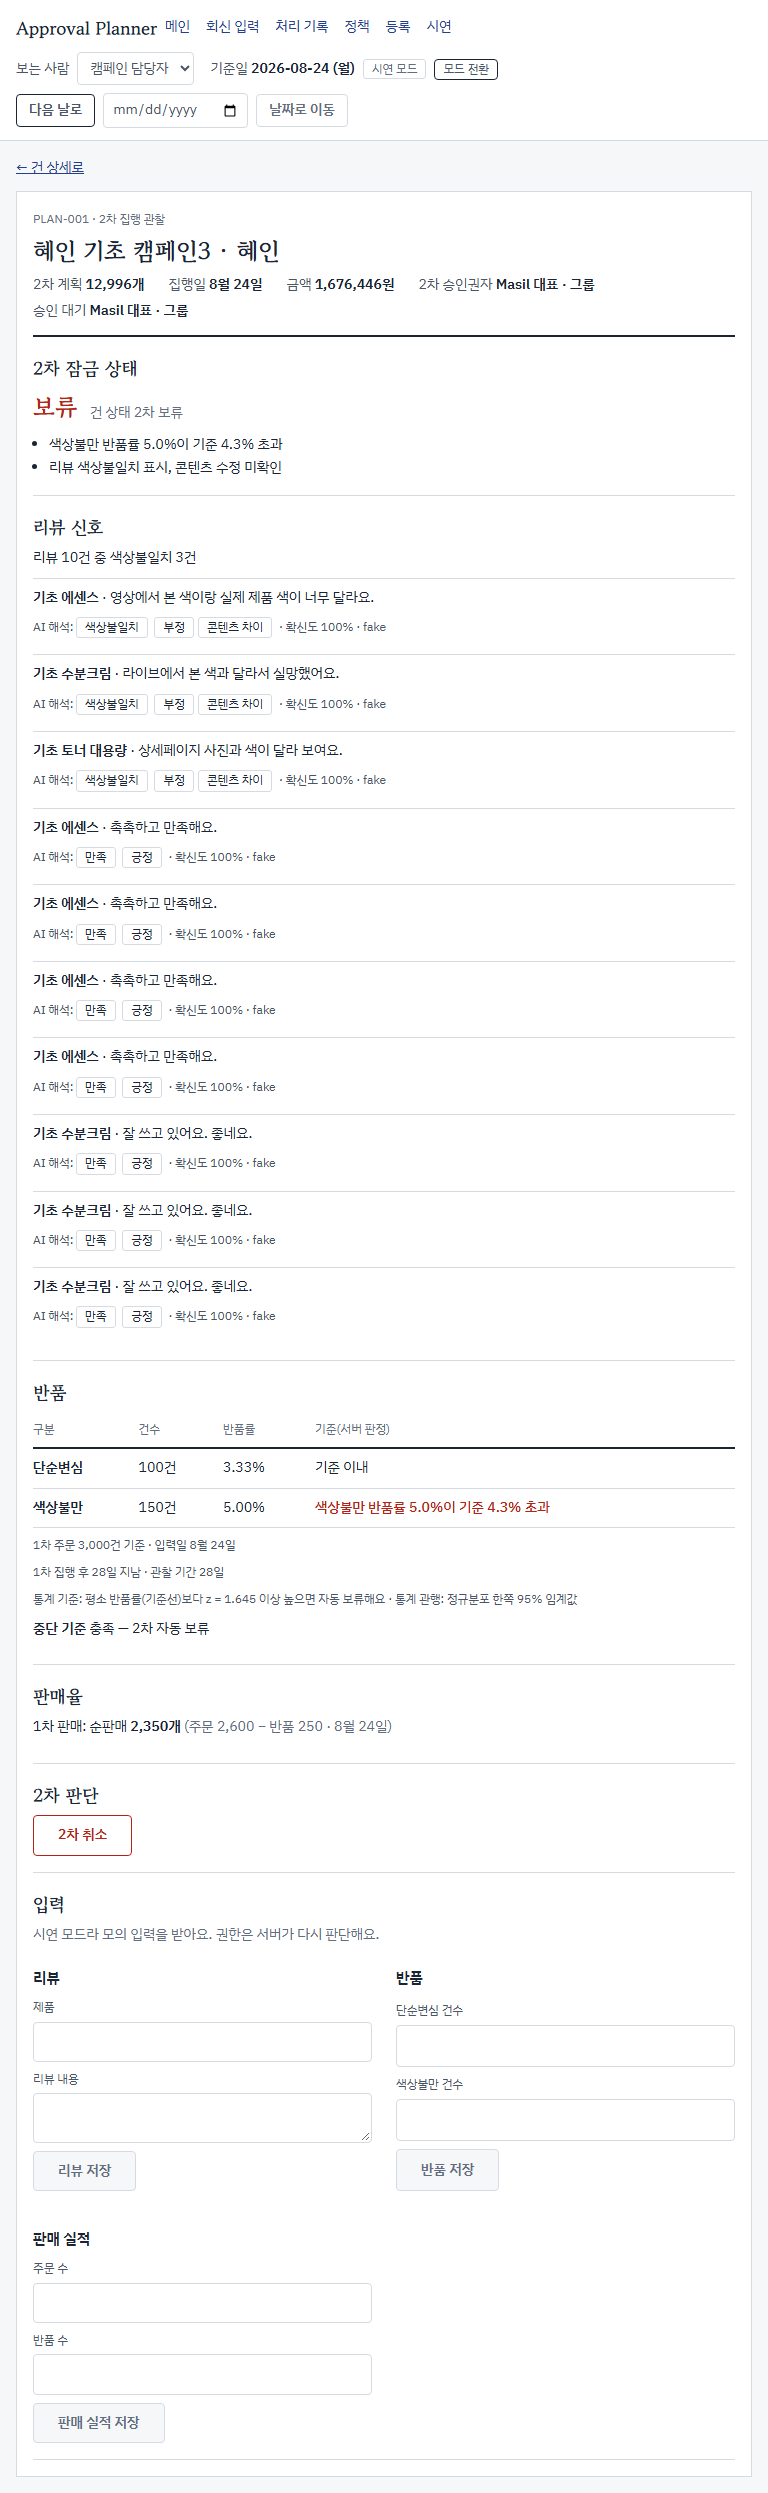 Approval Planner 메인 회신 입력 처리 기록 정책 등록 시연
보는 사람 캠페인 담당자 기준일 2026-08-24 (월) 시연 모드 모드 전환
다음 날로 mm/dd/yyyy 날짜로 이동
← 건 상세로
PLAN-001 · 2차 집행 관찰
혜인 기초 캠페인3 · 혜인
2차 계획 12,996개 집행일 8월 24일 금액 1,676,446원 2차 승인권자 Masil 대표 · 그룹
승인 대기 Masil 대표 · 그룹
2차 잠금 상태
보류 건 상태 2차 보류
색상불만 반품률 5.0%이 기준 4.3% 초과
리뷰 색상불일치 표시, 콘텐츠 수정 미확인
리뷰 신호
리뷰 10건 중 색상불일치 3건
기초 에센스 · 영상에서 본 색이랑 실제 제품 색이 너무 달라요.
AI 해석: 색상불일치 부정 콘텐츠 차이 · 확신도 100% · fake
기초 수분크림 · 라이브에서 본 색과 달라서 실망했어요.
AI 해석: 색상불일치 부정 콘텐츠 차이 · 확신도 100% · fake
기초 토너 대용량 · 상세페이지 사진과 색이 달라 보여요.
AI 해석: 색상불일치 부정 콘텐츠 차이 · 확신도 100% · fake
기초 에센스 · 촉촉하고 만족해요.
AI 해석: 만족 긍정 · 확신도 100% · fake
기초 에센스 · 촉촉하고 만족해요.
AI 해석: 만족 긍정 · 확신도 100% · fake
기초 에센스 · 촉촉하고 만족해요.
AI 해석: 만족 긍정 · 확신도 100% · fake
기초 에센스 · 촉촉하고 만족해요.
AI 해석: 만족 긍정 · 확신도 100% · fake
기초 수분크림 · 잘 쓰고 있어요. 좋네요.
AI 해석: 만족 긍정 · 확신도 100% · fake
기초 수분크림 · 잘 쓰고 있어요. 좋네요.
AI 해석: 만족 긍정 · 확신도 100% · fake
기초 수분크림 · 잘 쓰고 있어요. 좋네요.
AI 해석: 만족 긍정 · 확신도 100% · fake
반품
구분 건수 반품률 기준(서버 판정)
단순변심 100건 3.33% 기준 이내
색상불만 150건 5.00% 색상불만 반품률 5.0%이 기준 4.3% 초과
1차 주문 3,000건 기준 · 입력일 8월 24일
1차 집행 후 28일 지남 · 관찰 기간 28일
통계 기준: 평소 반품률(기준선)보다 z = 1.645 이상 높으면 자동 보류해요 · 통계 관행: 정규분포 한쪽 95% 임계값
중단 기준 충족 — 2차 자동 보류
판매율
1차 판매: 순판매 2,350개 (주문 2,600 − 반품 250 · 8월 24일)
2차 판단
2차 취소
입력
시연 모드라 모의 입력을 받아요. 권한은 서버가 다시 판단해요.
리뷰
제품
리뷰 내용
리뷰 저장
반품
단순변심 건수
색상불만 건수
반품 저장
판매 실적
주문 수
반품 수
판매 실적 저장